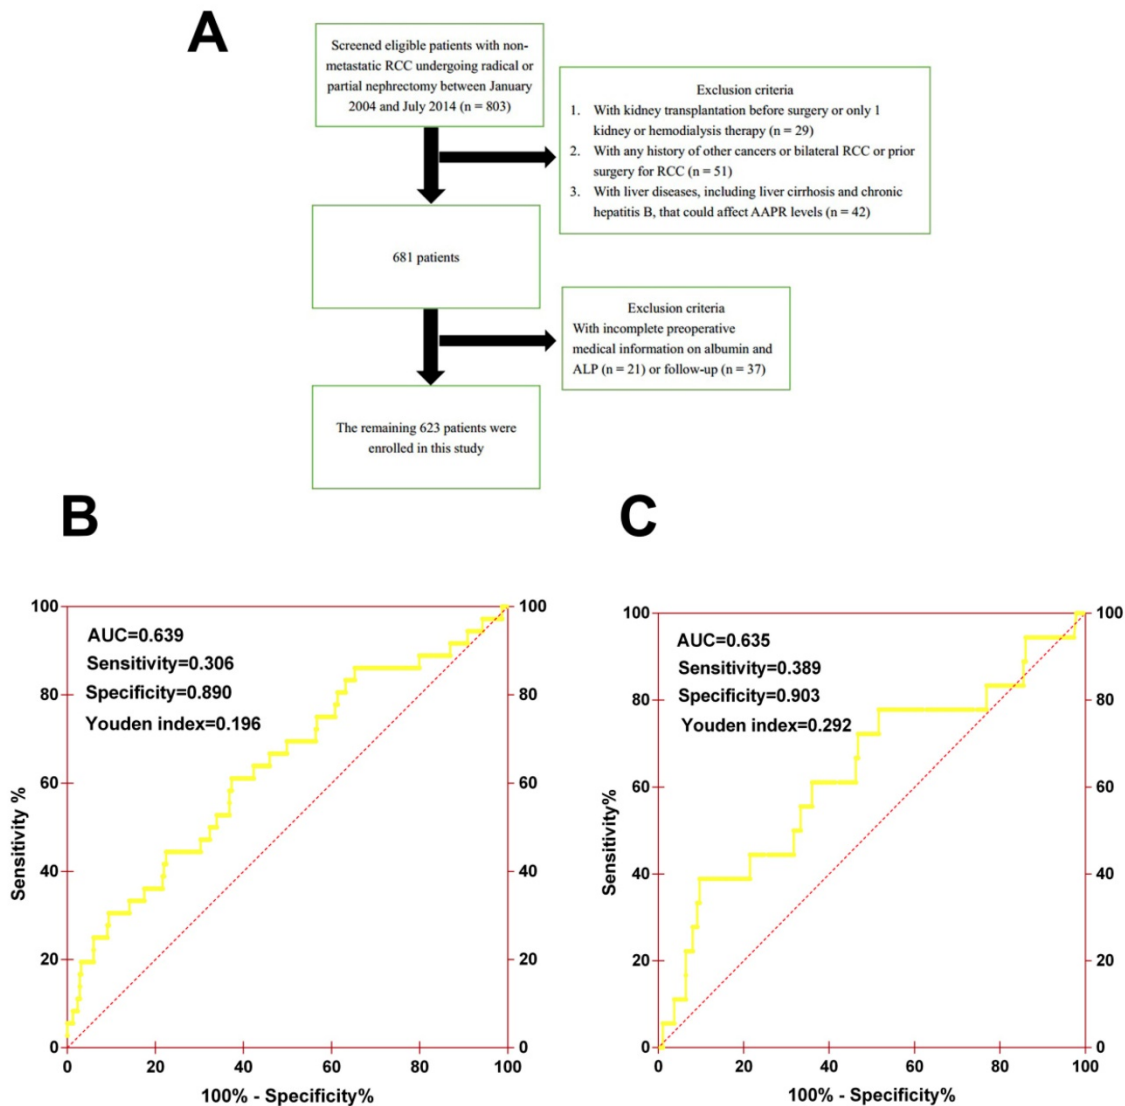 A
Screened eligible patients with non-
metastatic RCC undergoing radical or
partial nephrectomy between January
2004 and July 2014 (n = 803)
Exclusion criteria
1. With kidney transplantation before surgery or only 1
kidney or hemodialysis therapy (n = 29)
2. With any history of other cancers or bilateral RCC or prior
surgery for RCC (n = 51)
3. With liver diseases, including liver cirrhosis and chronic
hepatitis B, that could affect AAPR levels (n = 42)
681 patients
Exclusion criteria
With incomplete preoperative
medical information on albumin and
ALP (n = 21) or follow-up (n = 37)
The remaining 623 patients were
enrolled in this study
B
AUC=0.639
Sensitivity=0.306
Specificity=0.890
Youden index=0.196
100
80
60
40
20
0
100
80
60
40
20
0
Sensitivity %
0 20 40 60 80 100
100% - Specificity%
C
AUC=0.635
Sensitivity=0.389
Specificity=0.903
Youden index=0.292
100
80
60
40
20
0
100
80
60
40
20
0
Sensitivity%
0 20 40 60 80 100
100% - Specificity%